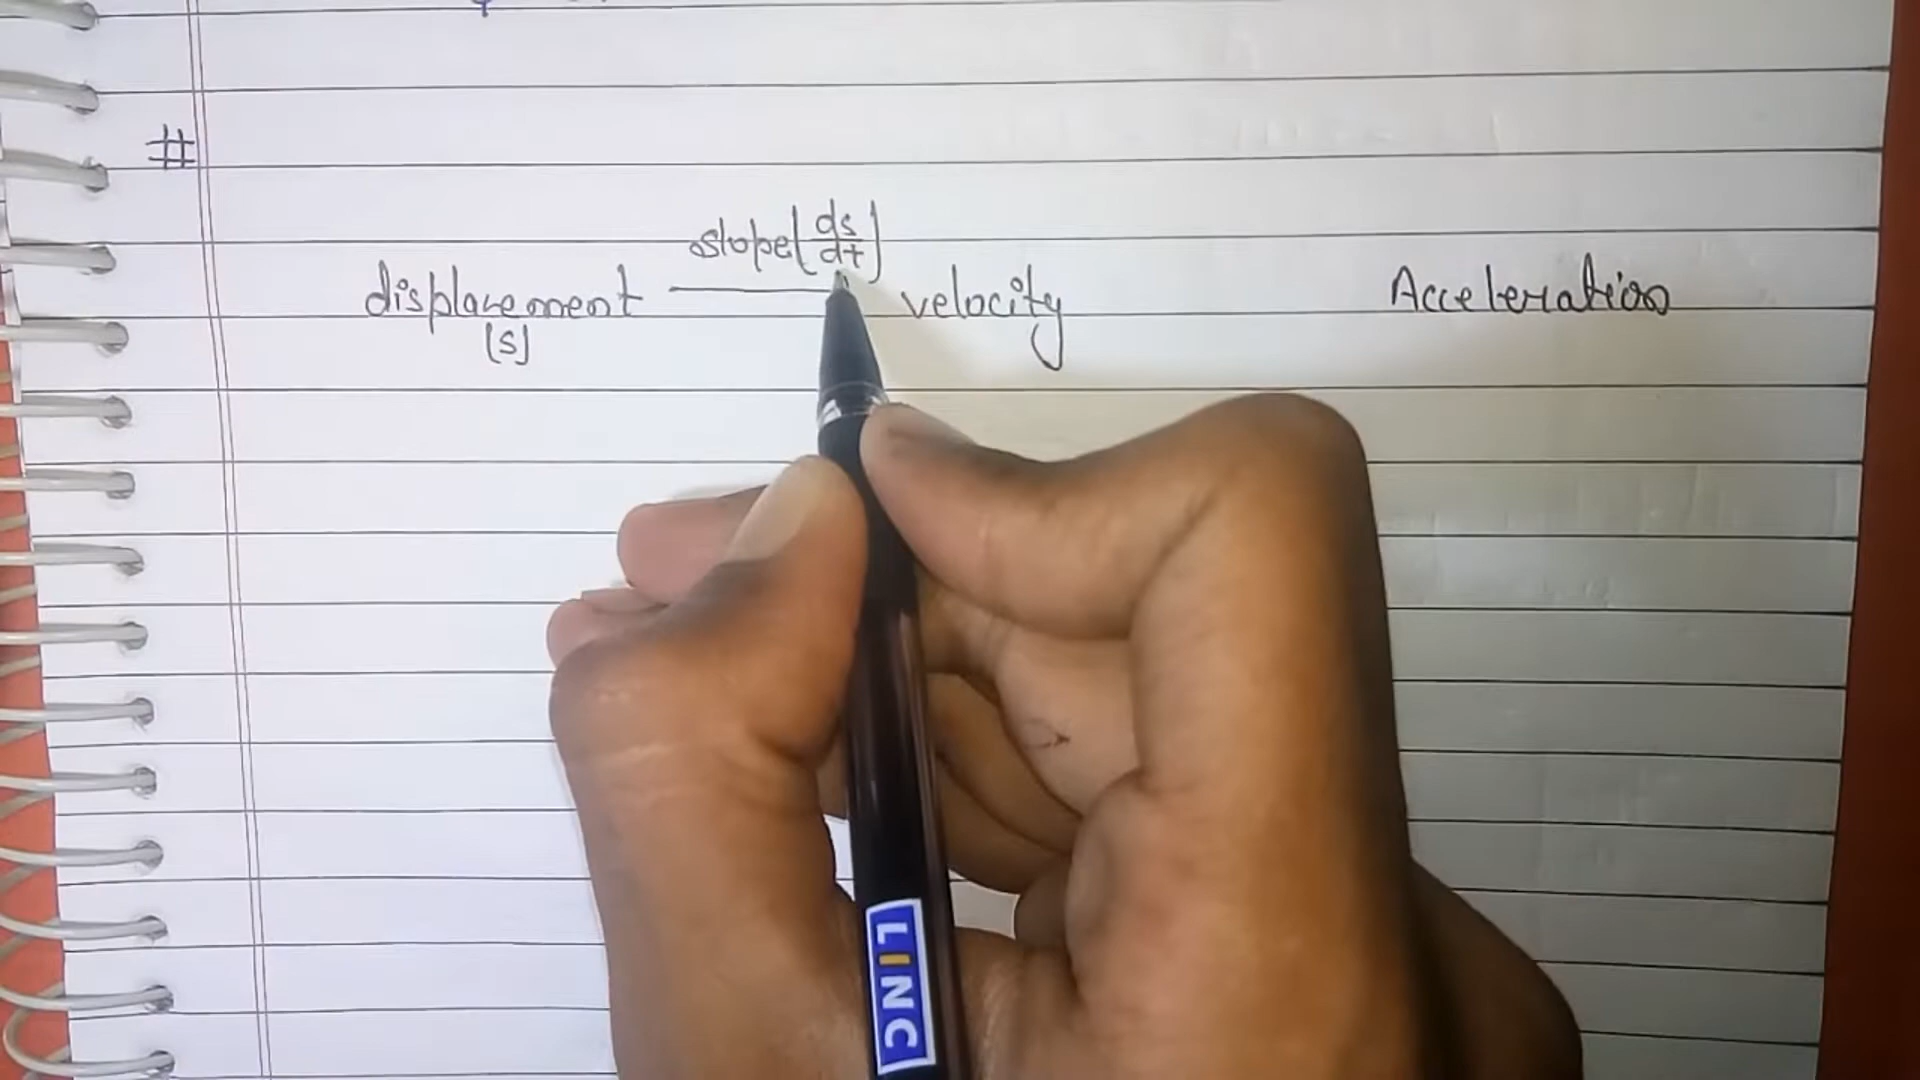 #
slope(ds/dt)
displacement velocity Acceleration
(s)
LINC